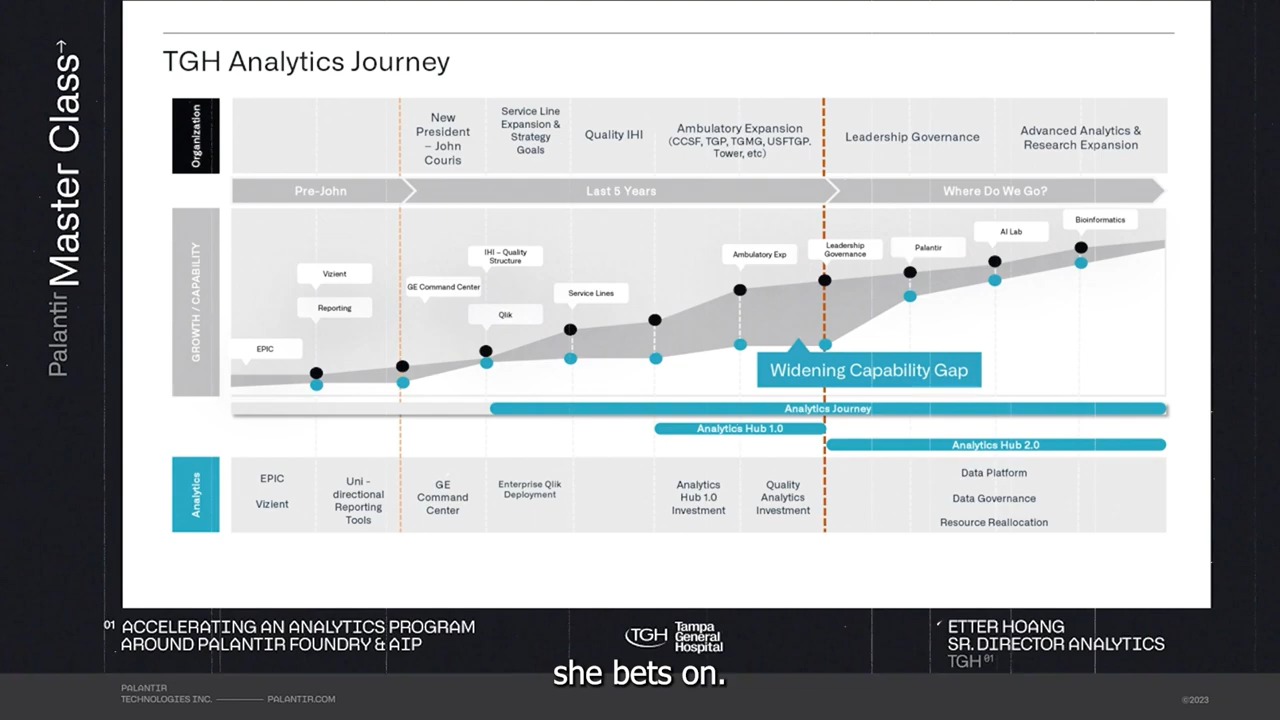 Palantir Master Class→
TGH Analytics Journey
Organization
New
President
– John
Couris
Service Line
Expansion &
Strategy
Goals
Quality IHI
Ambulatory Expansion
(CCSF, TGP, TGMG, USFTGP.
Tower, etc)
Leadership Governance
Advanced Analytics &
Research Expansion
Pre-John
Last 5 Years
Where Do We Go?
GROWTH / CAPABILITY
EPIC
Vizient
Reporting
GE Command Center
IHI – Quality
Structure
Qlik
Service Lines
Ambulatory Exp
Leadership
Governance
Palantir
AI Lab
Bioinformatics
Widening Capability Gap
Analytics Journey
Analytics Hub 1.0
Analytics Hub 2.0
Analytics
EPIC
Vizient
Uni -
directional
Reporting
Tools
GE
Command
Center
Enterprise Qlik
Deployment
Analytics
Hub 1.0
Investment
Quality
Analytics
Investment
Data Platform
Data Governance
Resource Reallocation
01 ACCELERATING AN ANALYTICS PROGRAM
AROUND PALANTIR FOUNDRY & AIP
TGH
Tampa
General
Hospital
ETTER HOANG
SR. DIRECTOR ANALYTICS
TGH 01
she bets on.
PALANTIR
TECHNOLOGIES INC. PALANTIR.COM
©2023